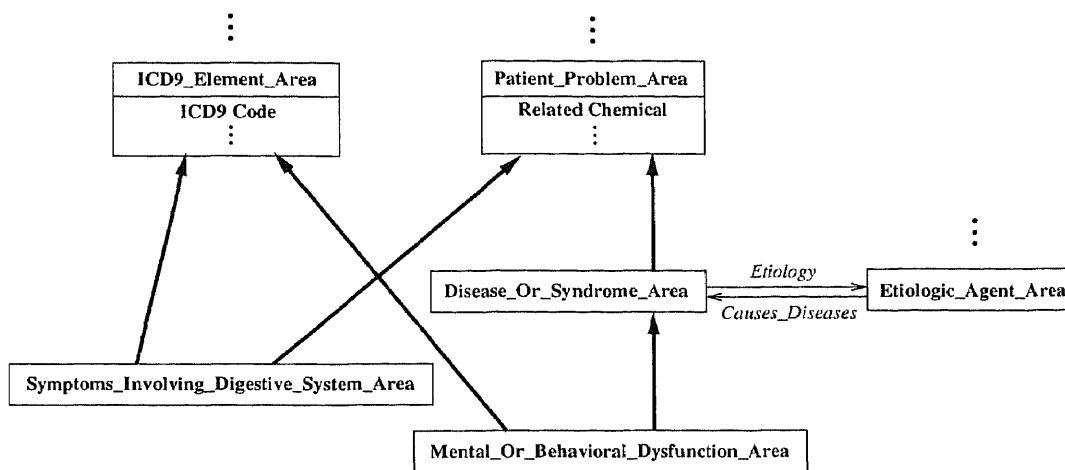 ICD9_Element_Area
ICD9 Code
Patient_Problem_Area
Related Chemical
Disease_Or_Syndrome_Area
Etiology
Causes_Diseases
Etiologic_Agent_Area
Symptoms_Involving_Digestive_System_Area
Mental_Or_Behavioral_Dysfunction_Area